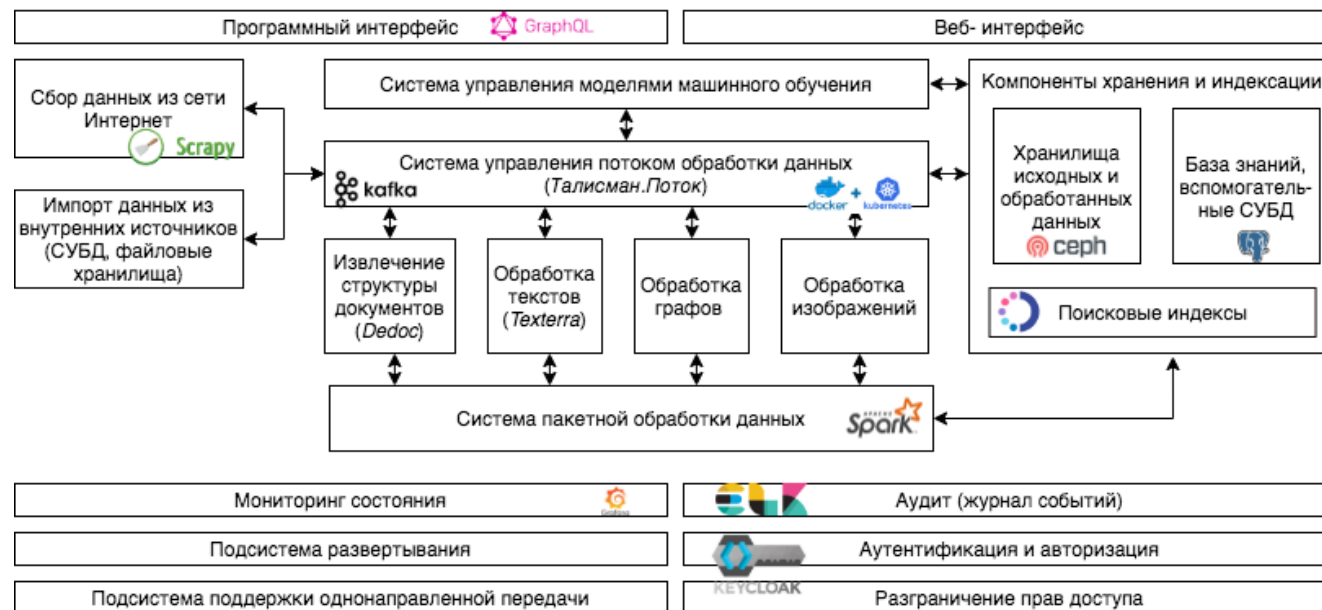 Программный интерфейс
GraphQL
Веб- интерфейс
Сбор данных из сети
Интернет
Scrapy
Импорт данных из
внутренних источников
(СУБД, файловые
хранилища)
Система управления моделями машинного обучения
Система управления потоком обработки данных
(Талисман.Поток)
kafka
docker
+
kubernetes
Извлечение
структуры
документов
(Dedoc)
Обработка
текстов
(Texterra)
Обработка
графов
Обработка
изображений
Система пакетной обработки данных
APACHE
Spark
Компоненты хранения и индексации
Хранилища
исходных и
обработанных
данных
ceph
База знаний,
вспомогатель-
ные СУБД
Поисковые индексы
Мониторинг состояния
Grafana
elk
Аудит (журнал событий)
Подсистема развертывания
Аутентификация и авторизация
KEYCLOAK
Подсистема поддержки однонаправленной передачи
Разграничение прав доступа